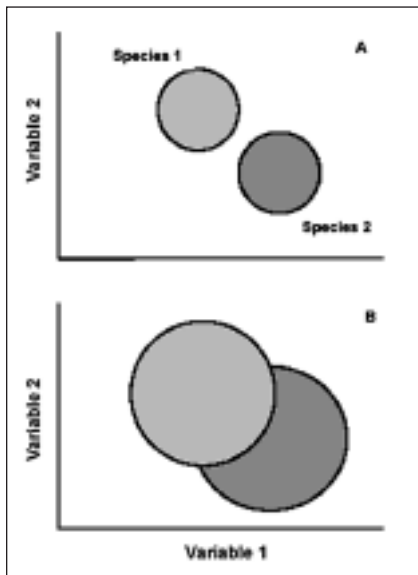 A
Species 1
Variable 2
Species 2
B
Variable 2
Variable 1